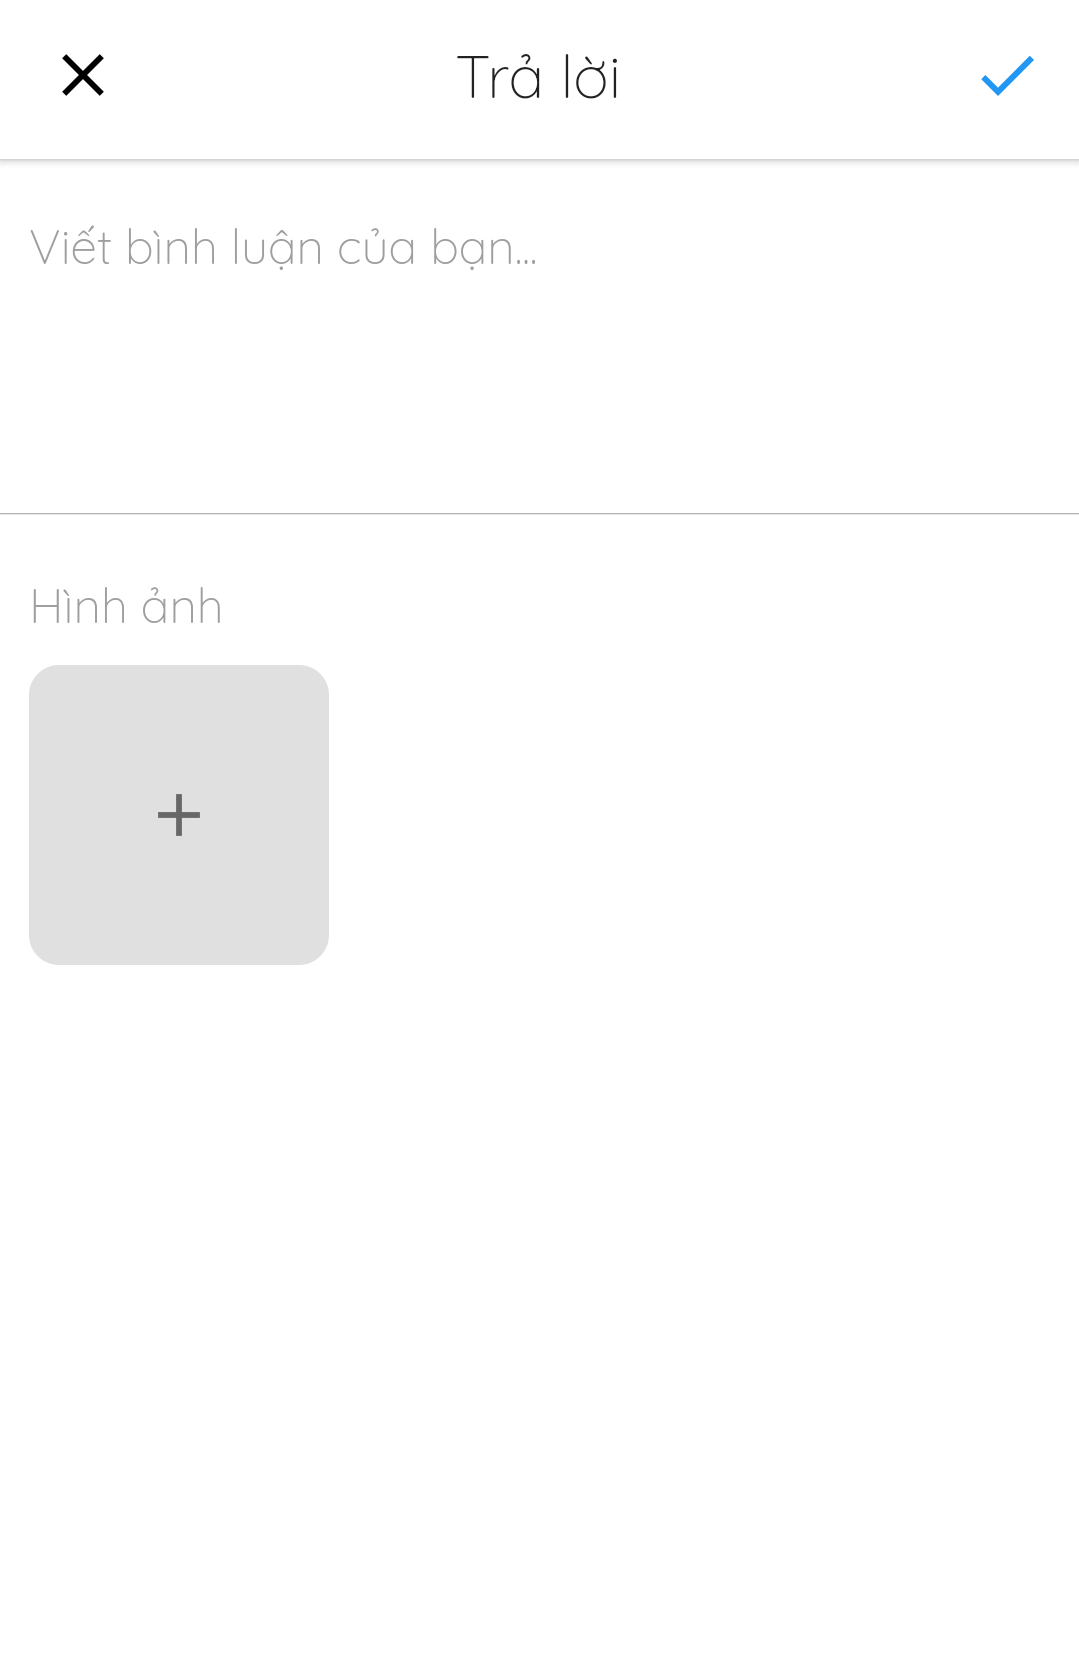 Trả lời
Viết bình luận của bạn...
Hình ảnh